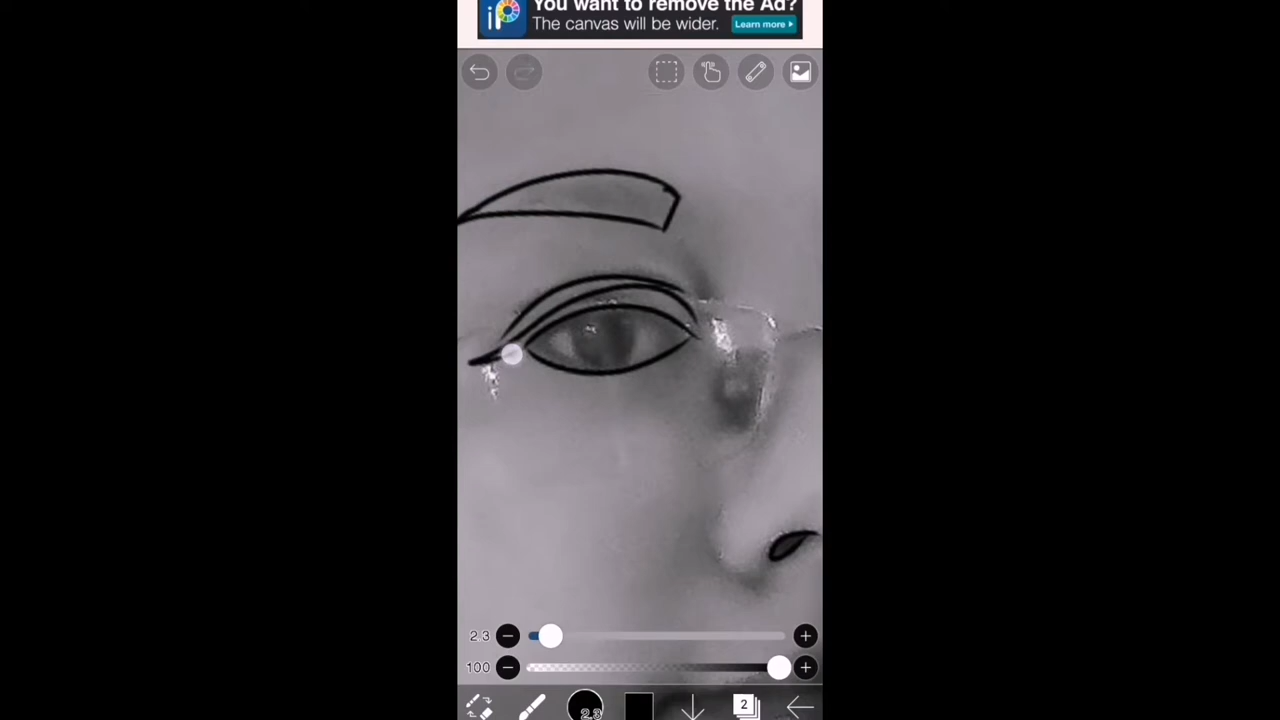 You want to remove the Ad?
The canvas will be wider.
Learn more
2.3
100
2.3
2